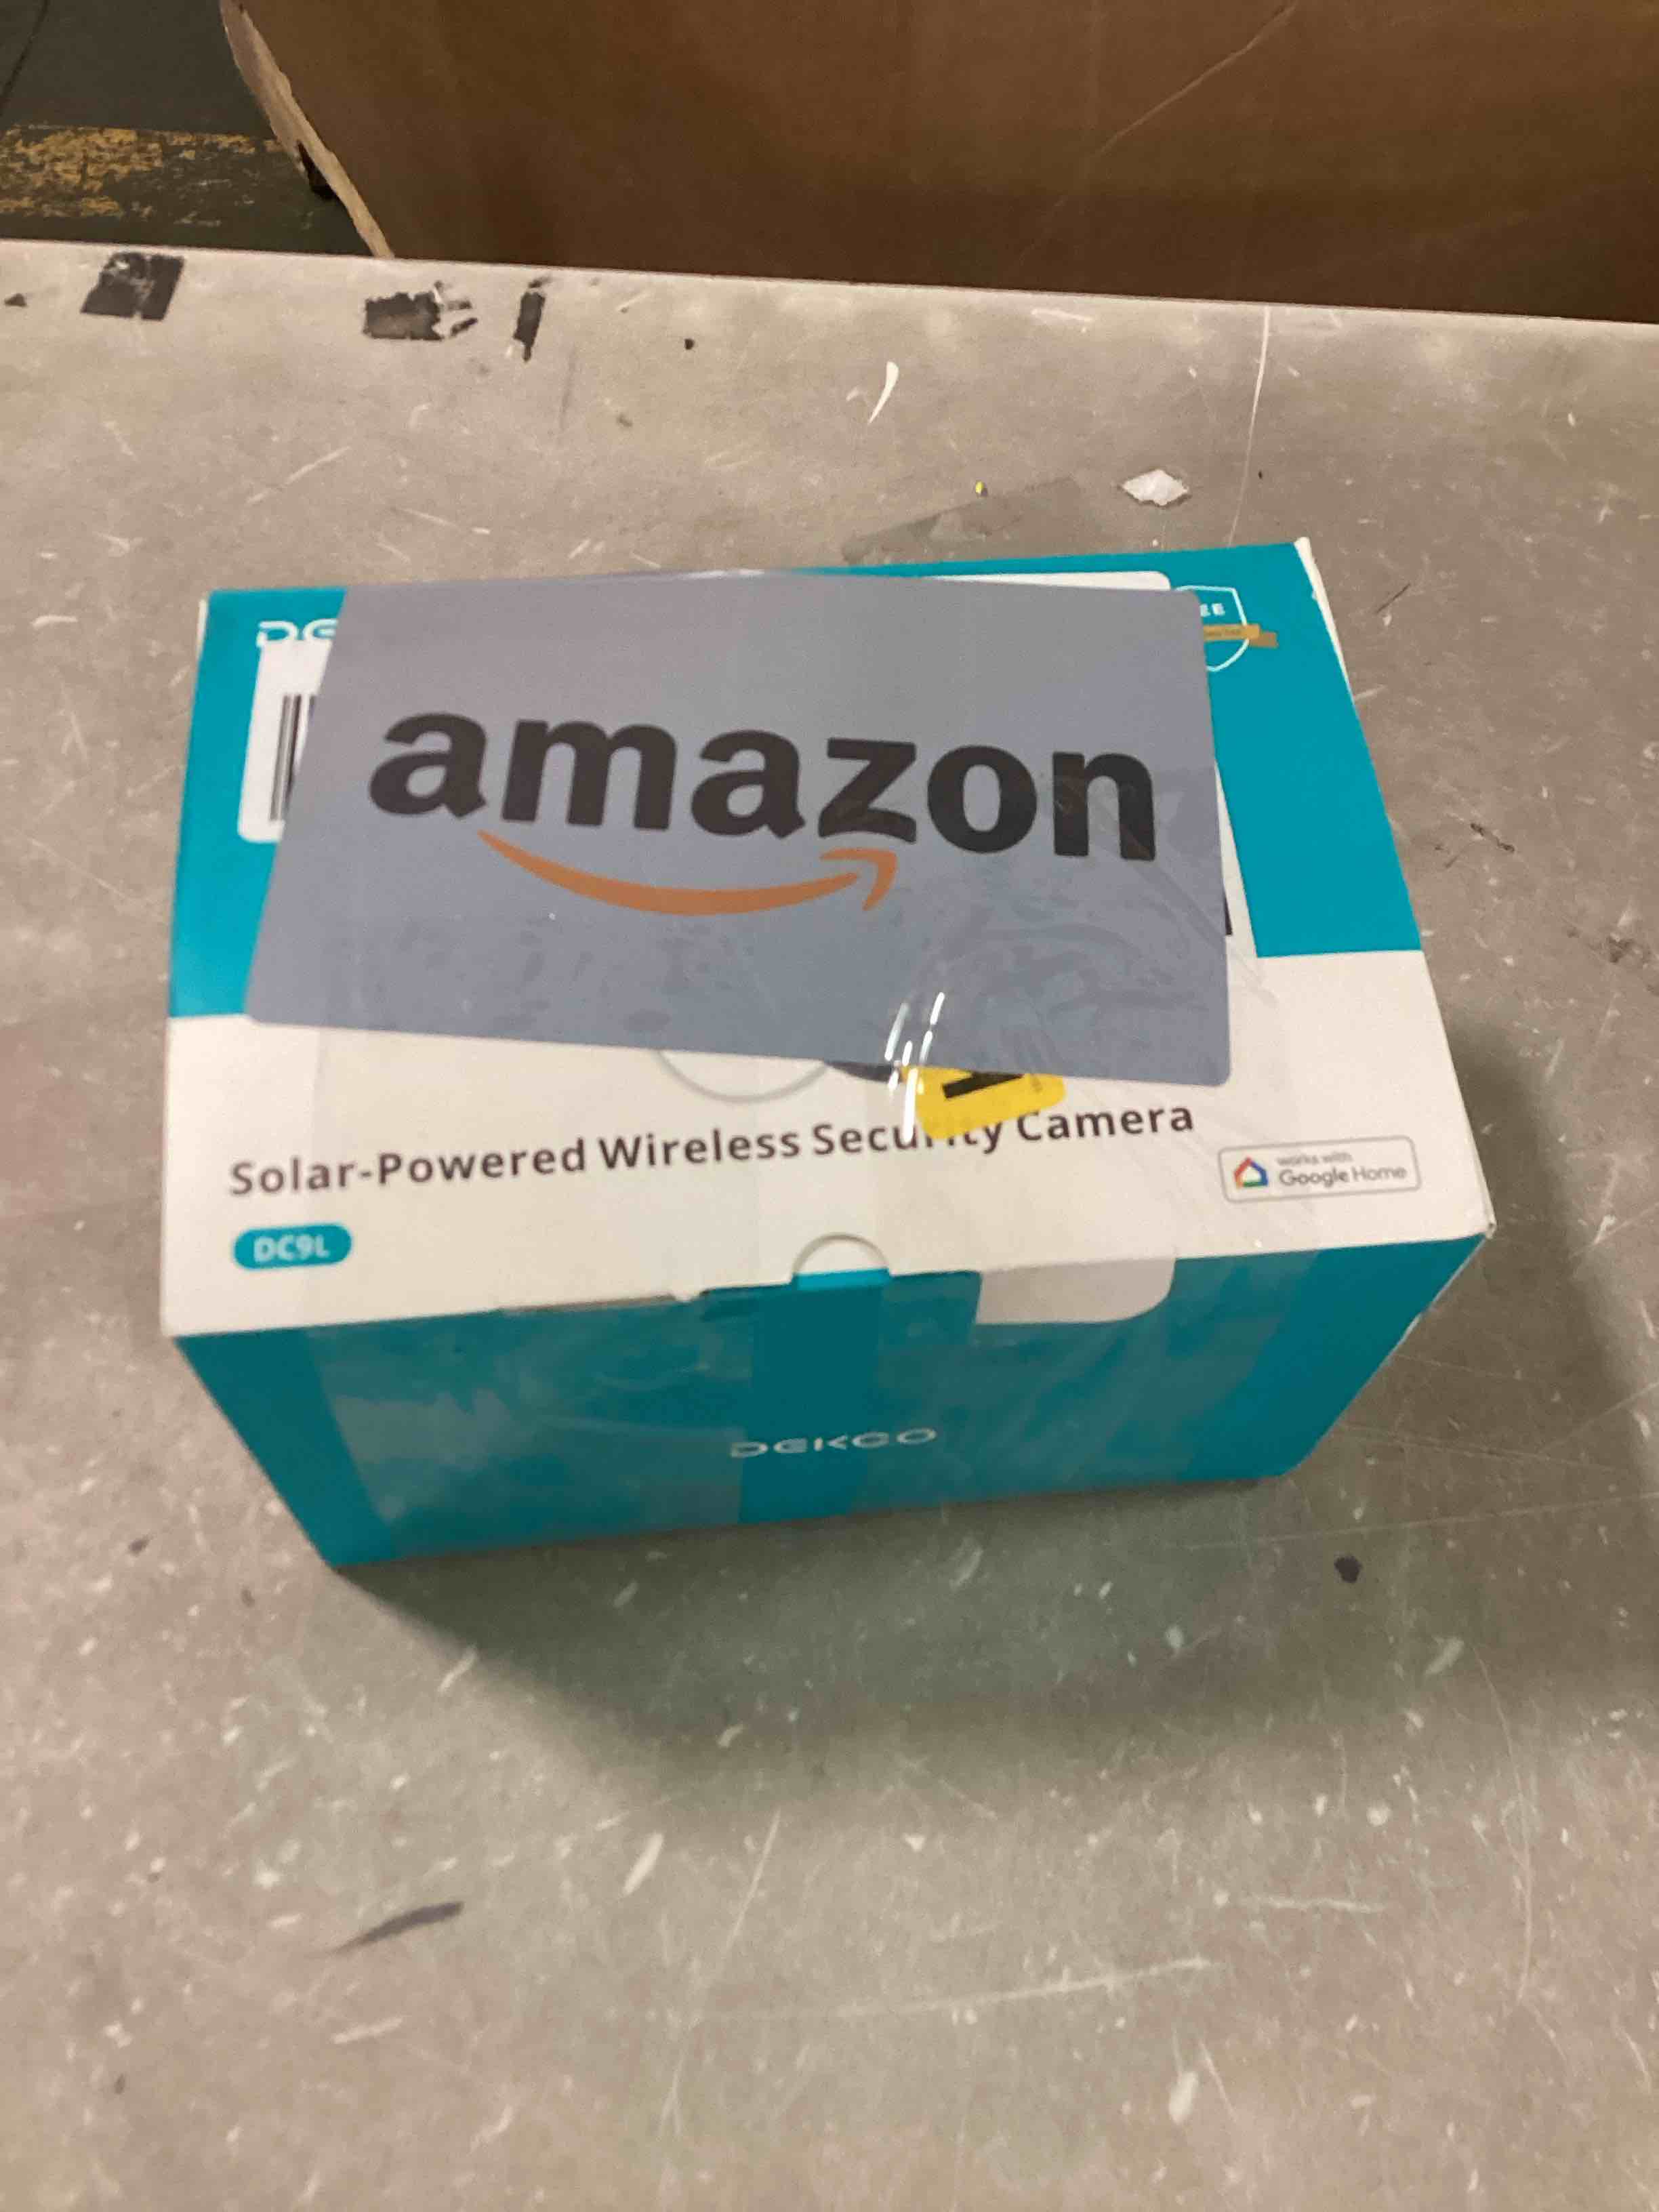 amazon
Solar-Powered Wireless Security Camera
works with
Google Home
DC9L
DEKCO